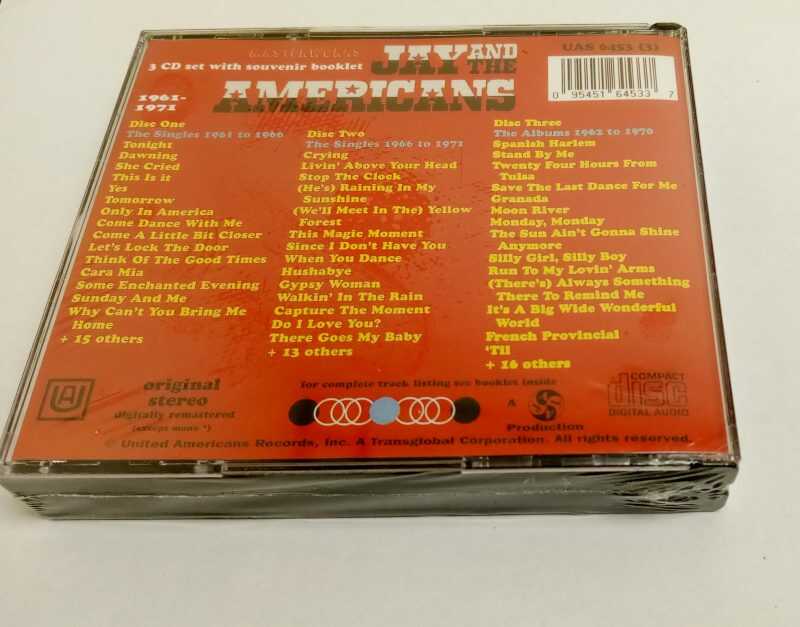 MASTERWORKS
JAY AND THE
AMERICANS
3 CD set with souvenir booklet
UAS 6453 (3)
0 95451 64533 7
1961-
1971
Disc One
The Singles 1961 to 1966
Tonight
Dawning
She Cried
This Is it
Yes
Tomorrow
Only In America
Come Dance With Me
Come A Little Bit Closer
Let's Lock The Door
Think Of The Good Times
Cara Mia
Some Enchanted Evening
Sunday And Me
Why Can't You Bring Me
Home
+ 15 others
Disc Two
The Singles 1966 to 1971
Crying
Livin' Above Your Head
Stop The Clock
(He's) Raining In My
Sunshine
(We'll Meet In The) Yellow
Forest
This Magic Moment
Since I Don't Have You
When You Dance
Hushabye
Gypsy Woman
Walkin' In The Rain
Capture The Moment
Do I Love You?
There Goes My Baby
+ 13 others
Disc Three
The Albums 1962 to 1970
Spanish Harlem
Stand By Me
Twenty Four Hours From
Tulsa
Save The Last Dance For Me
Granada
Moon River
Monday, Monday
The Sun Ain't Gonna Shine
Anymore
Silly Girl, Silly Boy
Run To My Lovin' Arms
(There's) Always Something
There To Remind Me
It's A Big Wide Wonderful
World
French Provincial
'Til
+ 16 others
UA
original
stereo
digitally remastered
(except mono *)
for complete track listing see booklet inside
A
Production
COMPACT
disc
DIGITAL AUDIO
© United Americans Records, Inc. A Transglobal Corporation. All rights reserved.